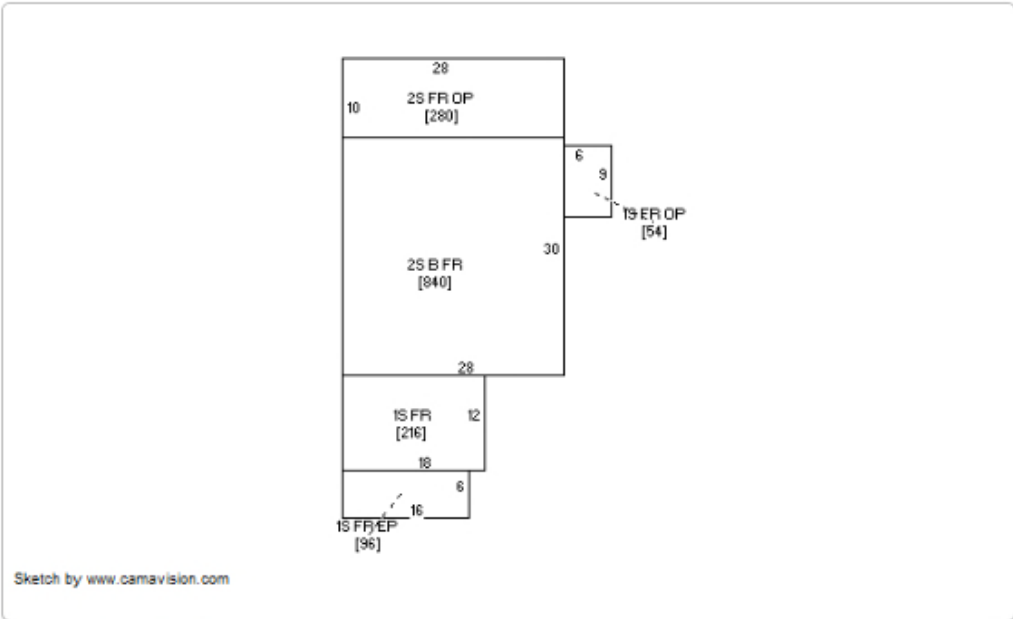 28
10
2S FR OP
[280]
6
9
1S FR OP
[54]
30
2S B FR
[840]
28
1S FR
12
[216]
18
6
16
1S FR EP
[96]
Sketch by www.camavision.com